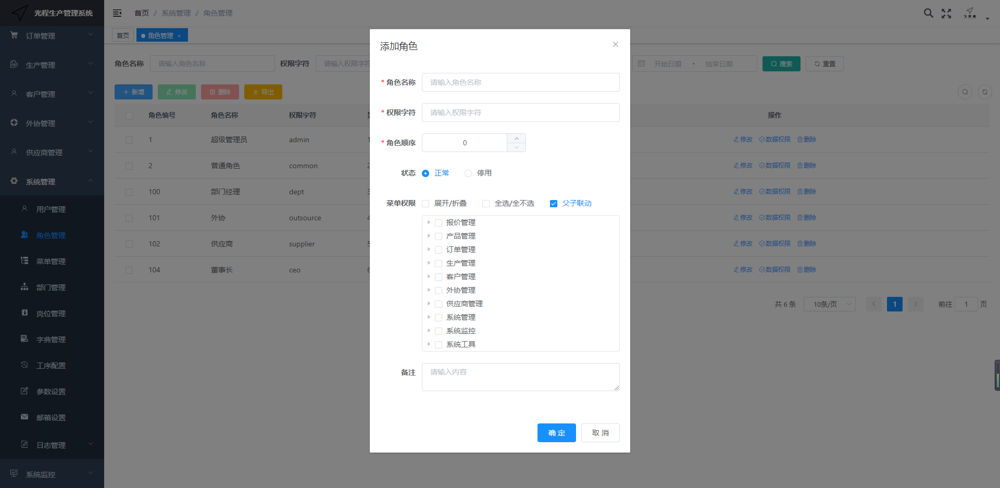 光程生产管理系统
首页 / 系统管理 / 角色管理
首页
角色管理 ×
订单管理
生产管理
客户管理
外协管理
供应商管理
系统管理
用户管理
角色管理
菜单管理
部门管理
岗位管理
字典管理
工序配置
参数设置
邮箱设置
日志管理
系统监控
角色名称 请输入角色名称 权限字符 请输入权限字符 开始日期 - 结束日期 搜索 重置
新增 修改 删除 导出
角色编号 角色名称 权限字符 操作
1 超级管理员 admin 1 修改 数据权限 删除
2 普通角色 common 2 修改 数据权限 删除
100 部门经理 dept 3 修改 数据权限 删除
101 外协 outsource 4 修改 数据权限 删除
102 供应商 supplier 5 修改 数据权限 删除
104 董事长 ceo 6 修改 数据权限 删除
共 6 条 10条/页 1 前往 1 页
添加角色
* 角色名称 请输入角色名称
* 权限字符 请输入权限字符
* 角色顺序 0
状态 正常 停用
菜单权限 展开/折叠 全选/全不选 父子联动
报价管理
产品管理
订单管理
生产管理
客户管理
外协管理
供应商管理
系统管理
系统监控
系统工具
备注 请输入内容
确 定 取 消